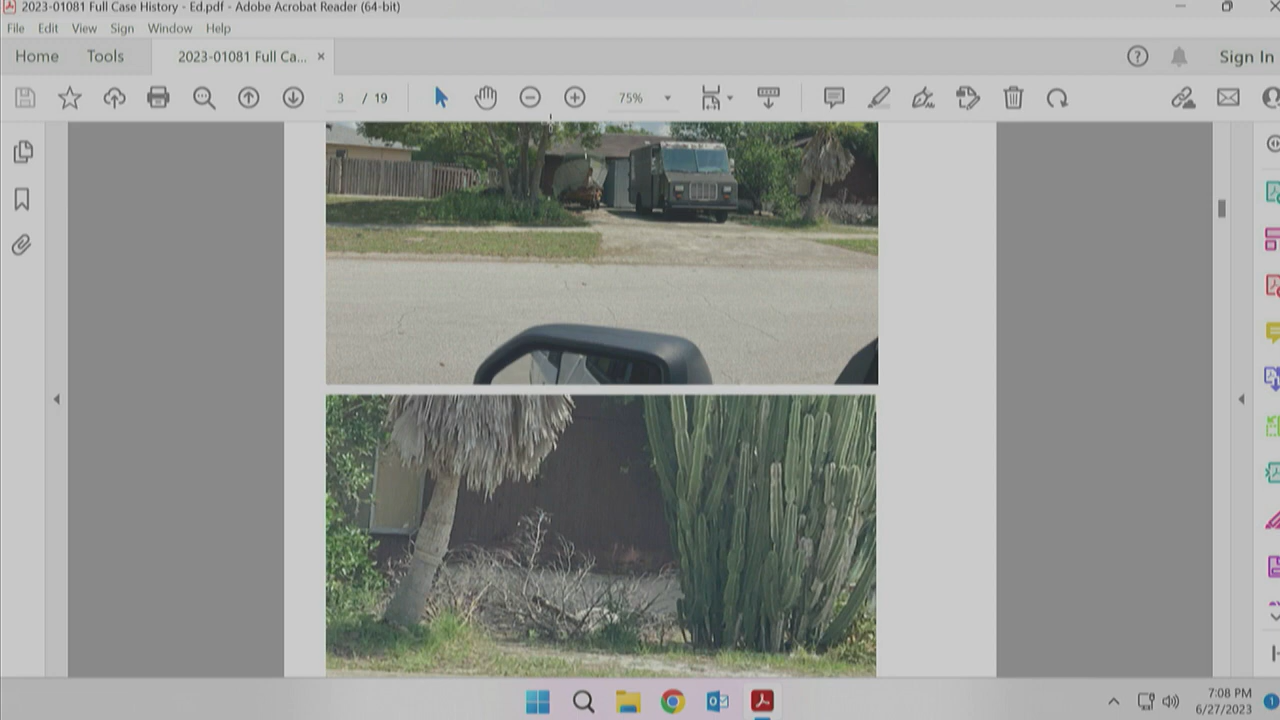 2023-01081 Full Case History - Ed.pdf - Adobe Acrobat Reader (64-bit)
File Edit View Sign Window Help
Home Tools 2023-01081 Full Ca... × Sign In
3 / 19 75%
7:08 PM
6/27/2023 1